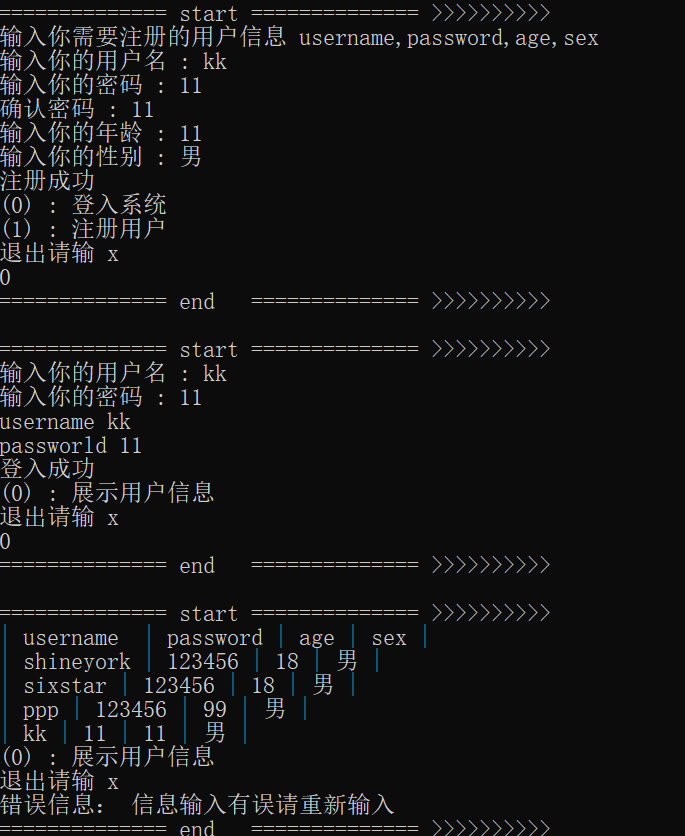 ============== start ============== >>>>>>>>>>
输入你需要注册的用户信息 username,password,age,sex
输入你的用户名 : kk
输入你的密码 : 11
确认密码 : 11
输入你的年龄 : 11
输入你的性别 : 男
注册成功
(0) : 登入系统
(1) : 注册用户
退出请输 x
0
============== end   ============== >>>>>>>>>>

============== start ============== >>>>>>>>>>
输入你的用户名 : kk
输入你的密码 : 11
username kk
passworld 11
登入成功
(0) : 展示用户信息
退出请输 x
0
============== end   ============== >>>>>>>>>>

============== start ============== >>>>>>>>>>
| username  | password | age | sex |
| shineyork | 123456 | 18 | 男 |
| sixstar | 123456 | 18 | 男 |
| ppp | 123456 | 99 | 男 |
| kk | 11 | 11 | 男 |
(0) : 展示用户信息
退出请输 x
错误信息： 信息输入有误请重新输入
============== end   ============== >>>>>>>>>>